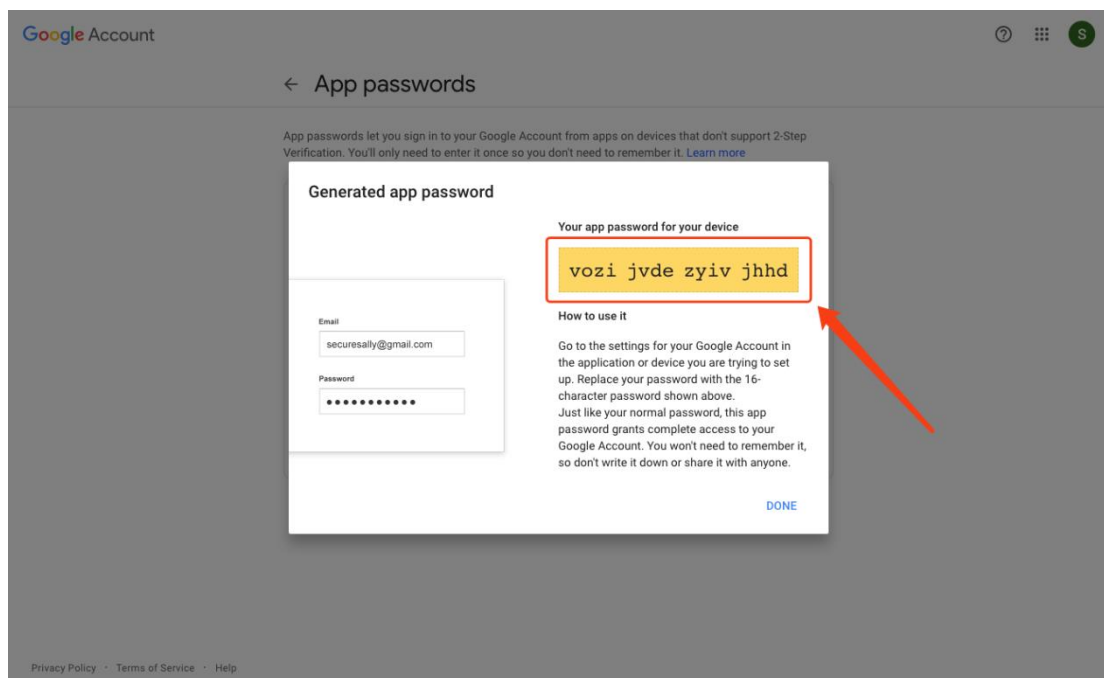 Google Account
S
App passwords
App passwords let you sign in to your Google Account from apps on devices that don't support 2-Step
Verification. You'll only need to enter it once so you don't need to remember it. Learn more
Generated app password
Your app password for your device
vozi jvde zyiv jhhd
Email
securesally@gmail.com
Password
How to use it
Go to the settings for your Google Account in
the application or device you are trying to set
up. Replace your password with the 16-
character password shown above.
Just like your normal password, this app
password grants complete access to your
Google Account. You won't need to remember it,
so don't write it down or share it with anyone.
DONE
Privacy Policy · Terms of Service · Help